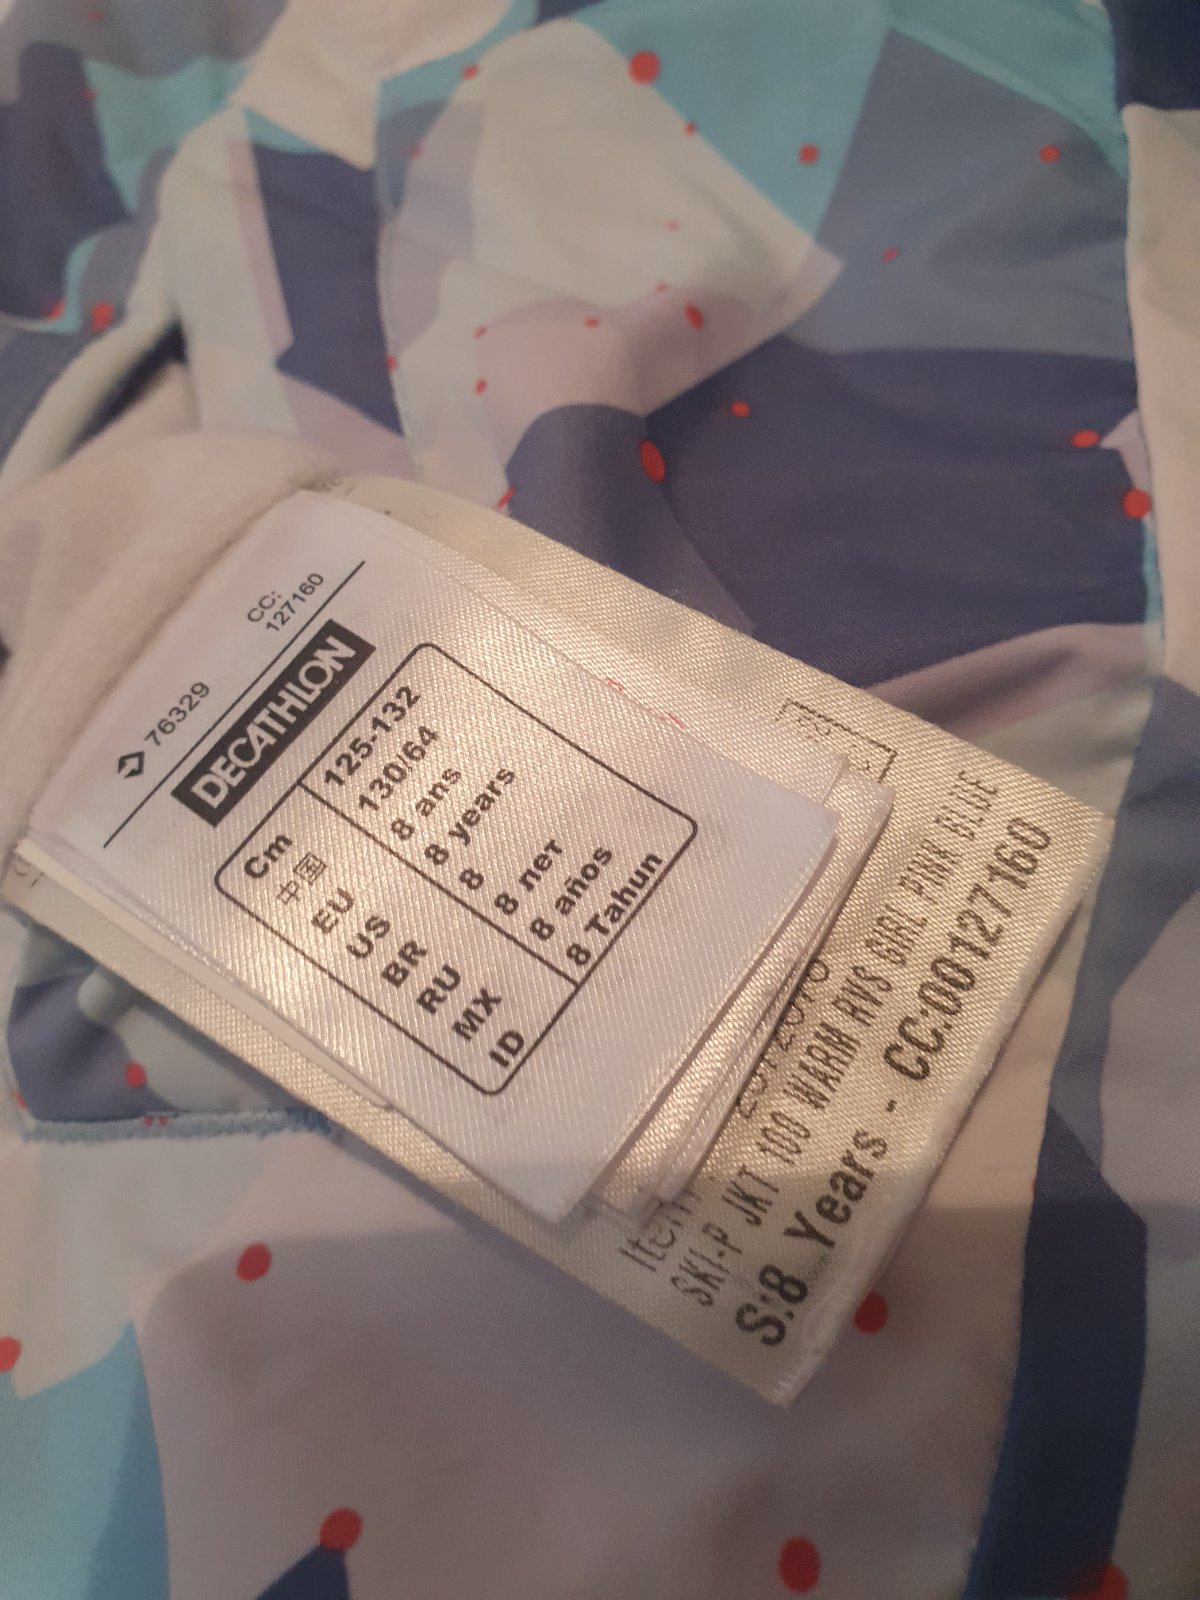 76329
CC:
127160
DECATHLON
Cm 125-132
中国 130/64
EU 8 ans
US 8 years
BR 8
RU 8 лет
MX 8 años
ID 8 Tahun
SKI-P JKT 100 WARM RVS GIRL PINK BLUE
S:8 Years - CC:00127160